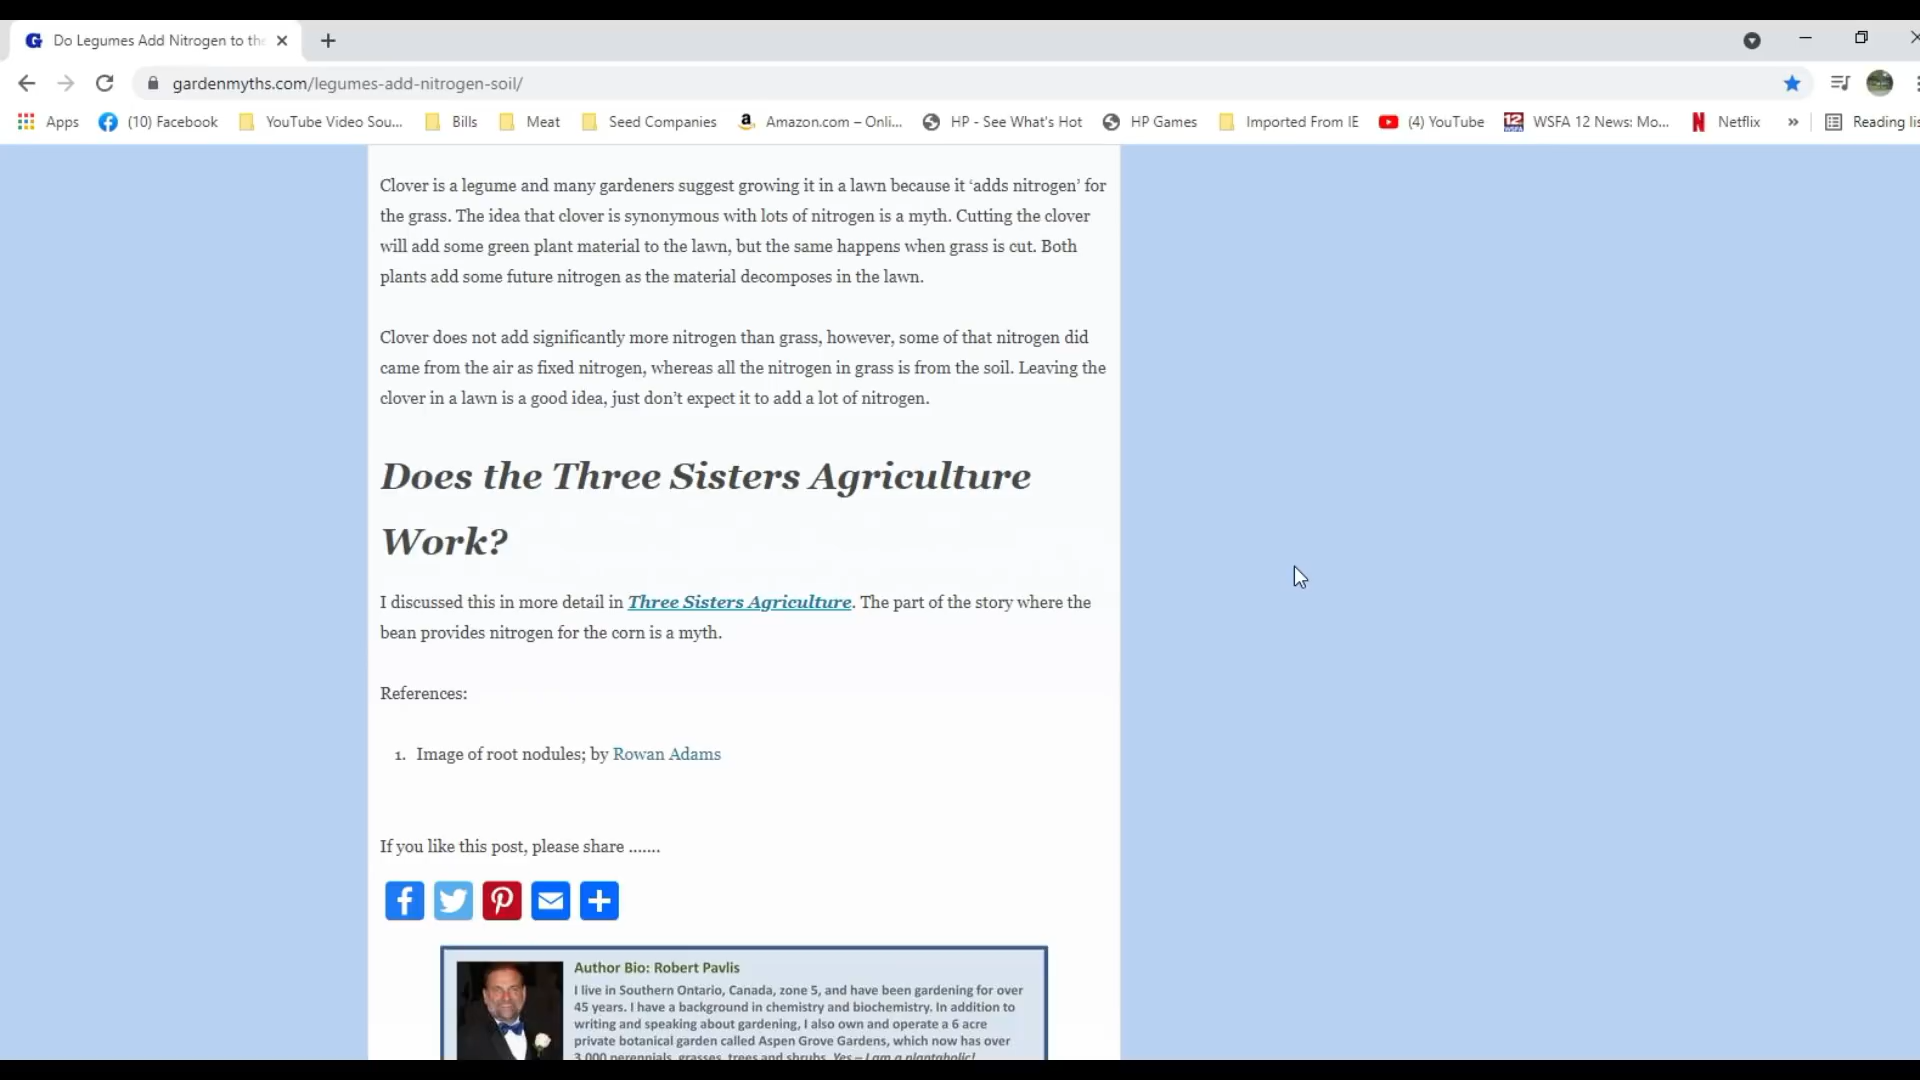 Do Legumes Add Nitrogen to the
gardenmyths.com/legumes-add-nitrogen-soil/
Apps (10) Facebook YouTube Video Sou... Bills Meat Seed Companies Amazon.com – Onli... HP - See What's Hot HP Games Imported From IE (4) YouTube WSFA 12 News: Mo... Netflix » Reading lis
Clover is a legume and many gardeners suggest growing it in a lawn because it ‘adds nitrogen’ for
the grass. The idea that clover is synonymous with lots of nitrogen is a myth. Cutting the clover
will add some green plant material to the lawn, but the same happens when grass is cut. Both
plants add some future nitrogen as the material decomposes in the lawn.
Clover does not add significantly more nitrogen than grass, however, some of that nitrogen did
came from the air as fixed nitrogen, whereas all the nitrogen in grass is from the soil. Leaving the
clover in a lawn is a good idea, just don’t expect it to add a lot of nitrogen.
Does the Three Sisters Agriculture
Work?
I discussed this in more detail in Three Sisters Agriculture. The part of the story where the
bean provides nitrogen for the corn is a myth.
References:
1. Image of root nodules; by Rowan Adams
If you like this post, please share .......
Author Bio: Robert Pavlis
I live in Southern Ontario, Canada, zone 5, and have been gardening for over
45 years. I have a background in chemistry and biochemistry. In addition to
writing and speaking about gardening, I also own and operate a 6 acre
private botanical garden called Aspen Grove Gardens, which now has over
3,000 perennials, grasses, trees and shrubs. Yes – I am a plantaholic!